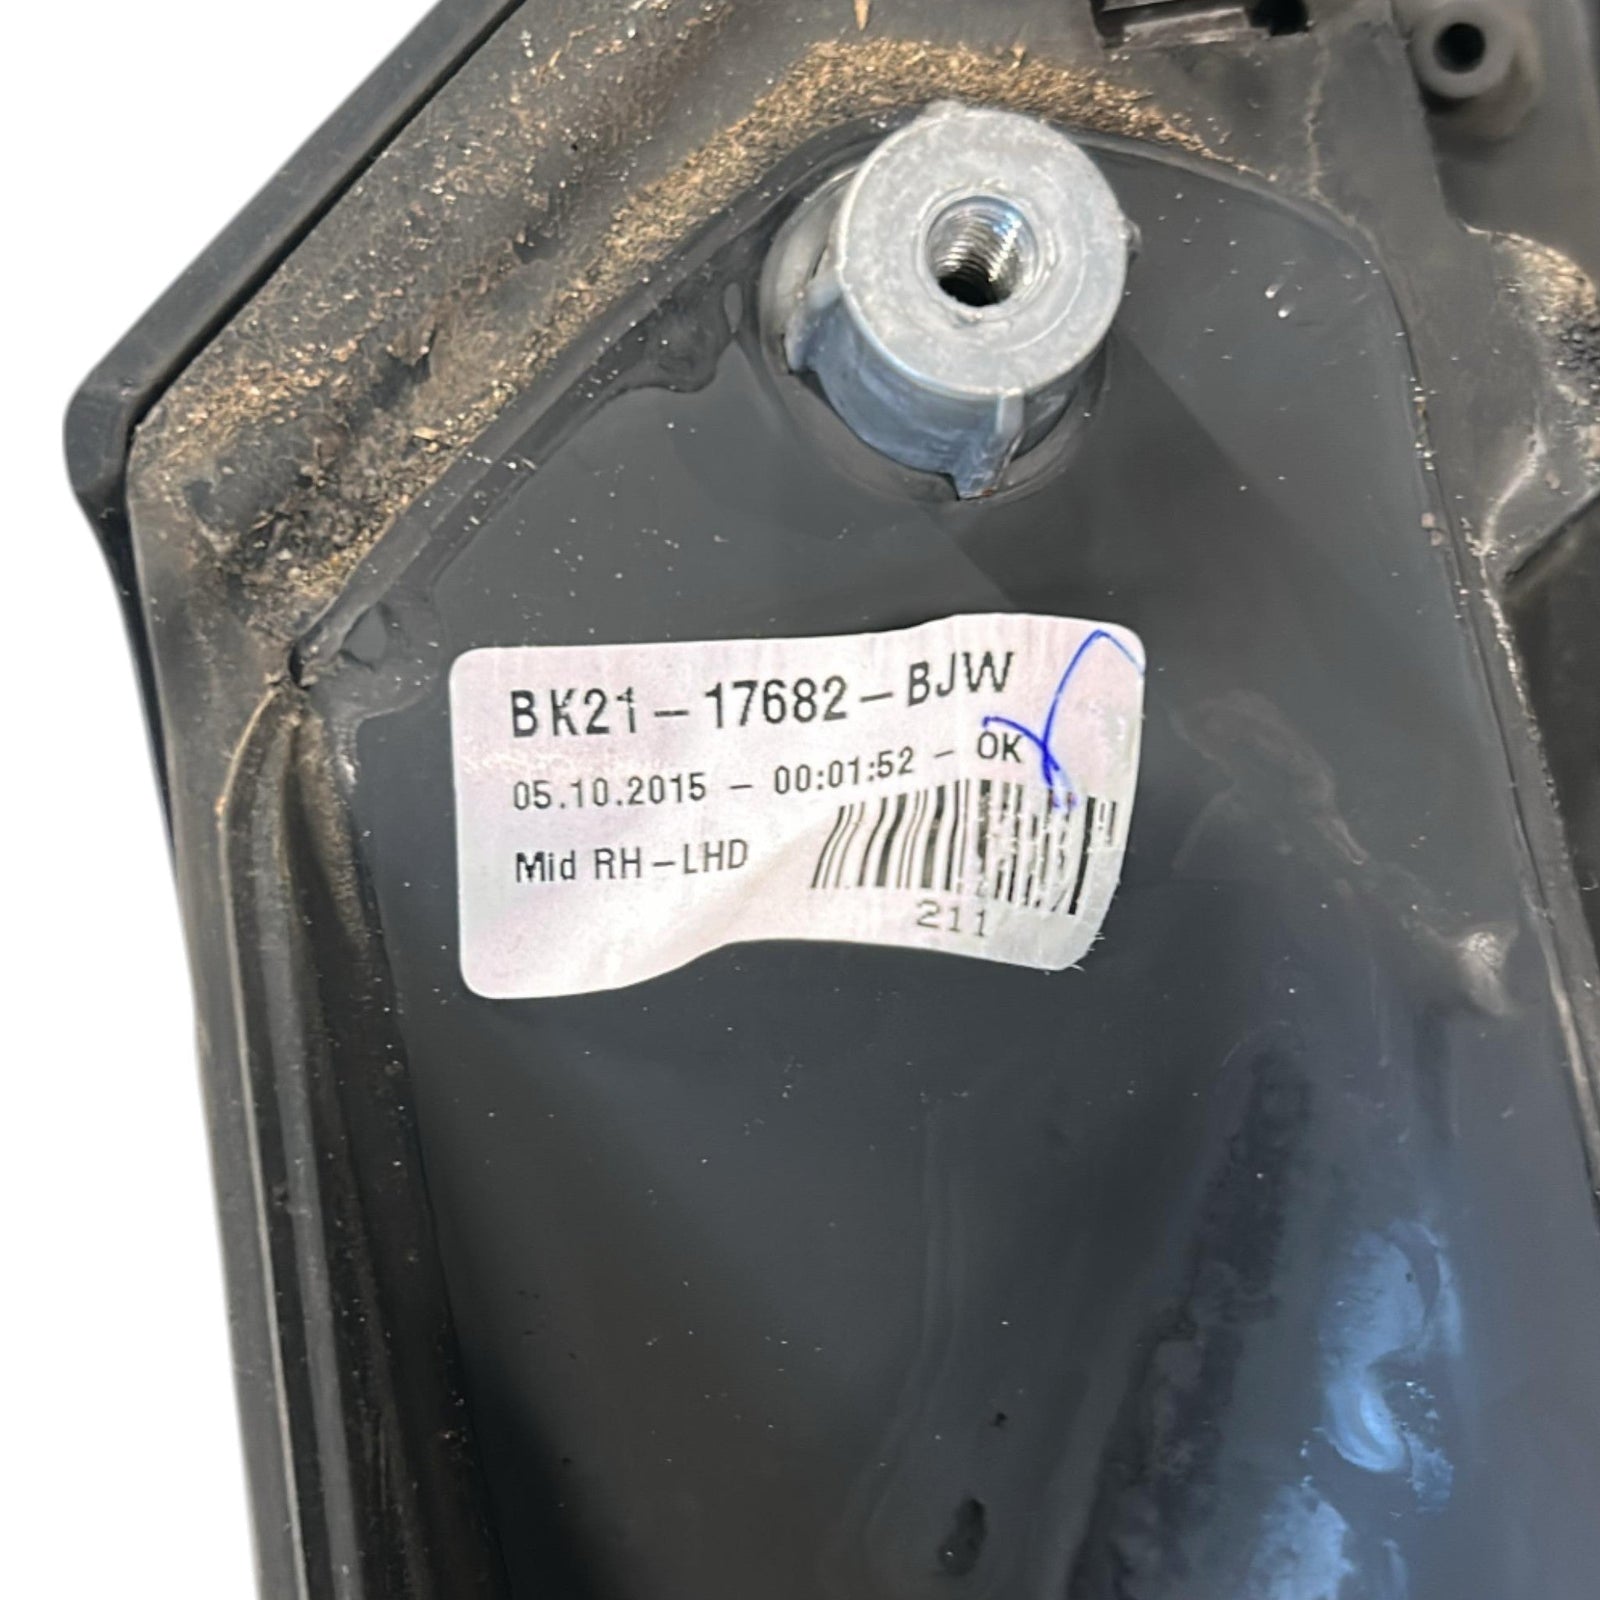 BK21-17682-BJW
05.10.2015 - 00:01:52 - OK
Mid RH-LHD
211